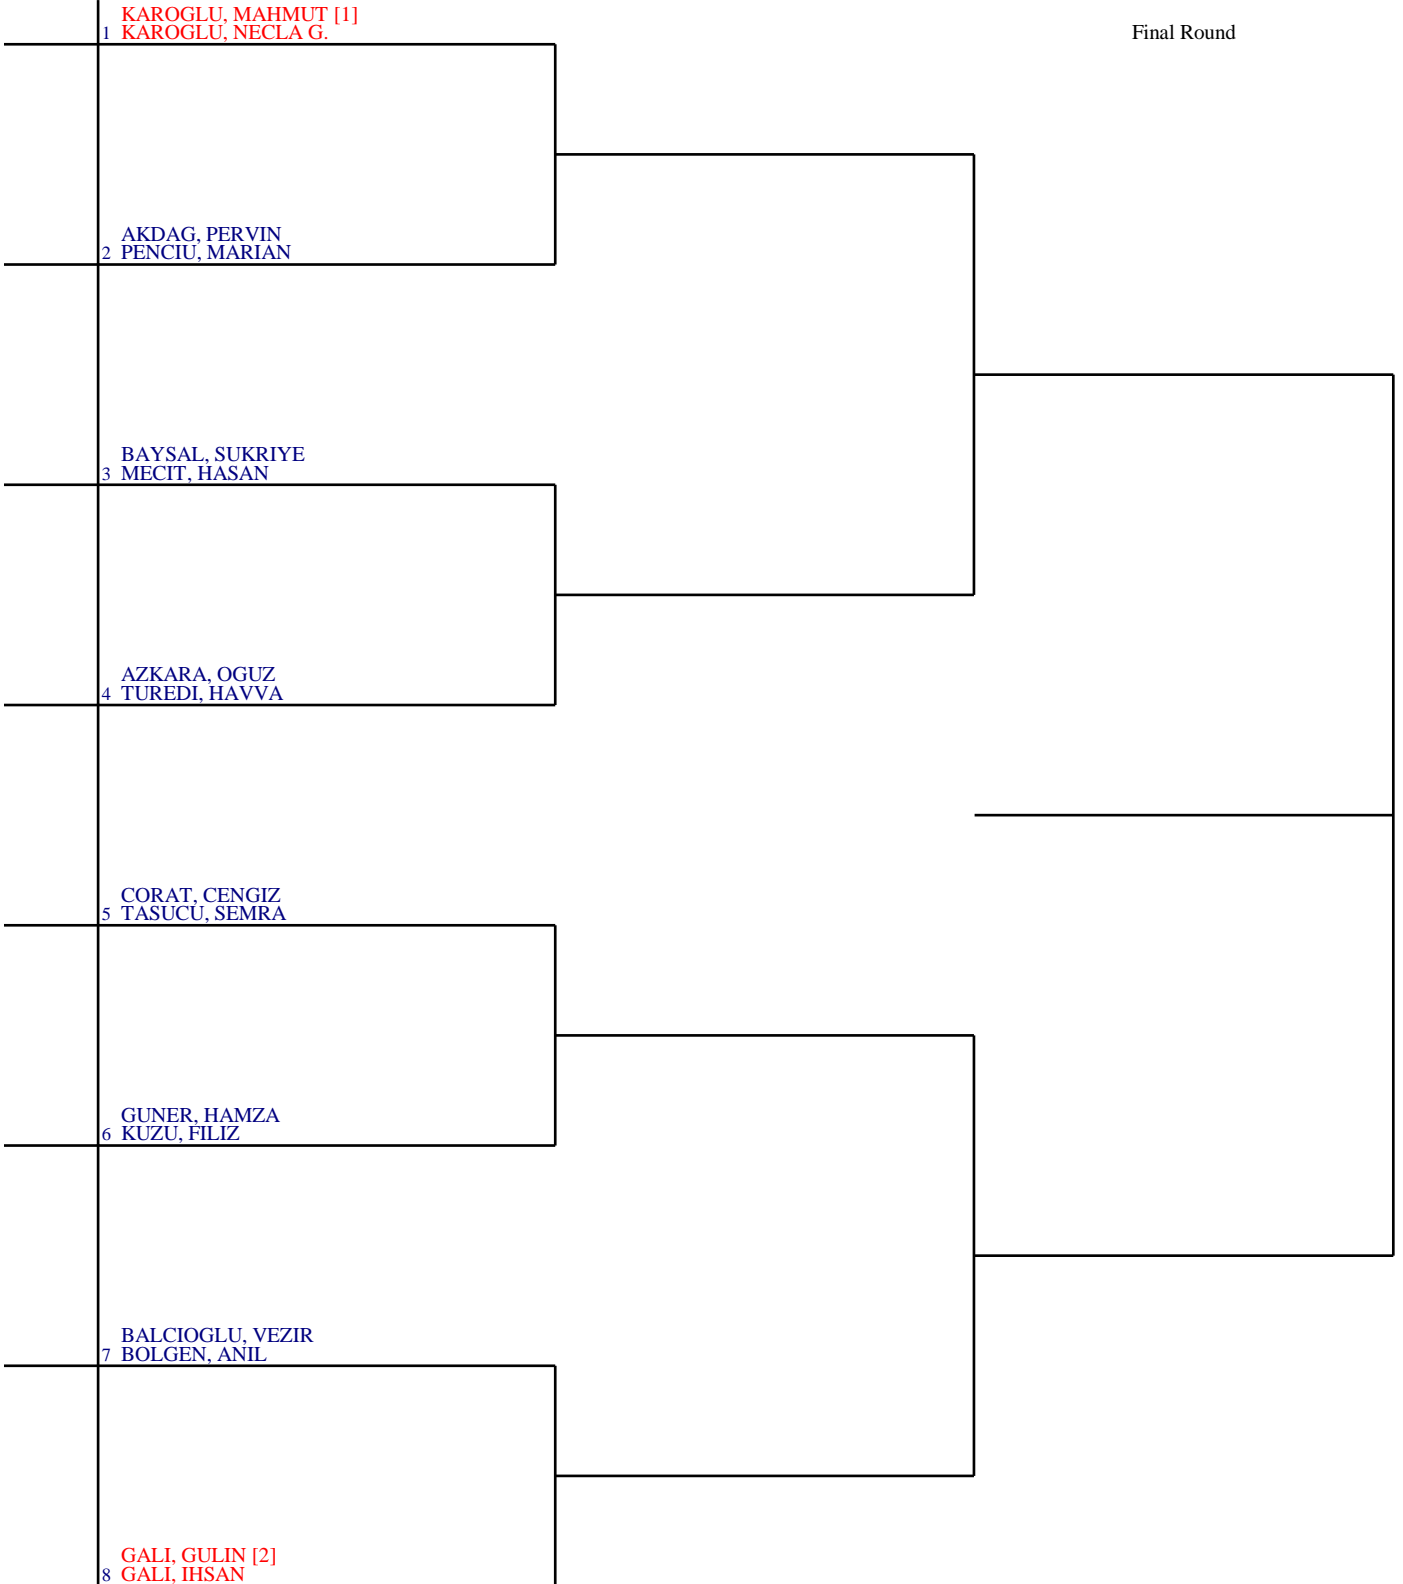 KAROGLU, MAHMUT [1]
1 KAROGLU, NECLA G.
Final Round
AKDAG, PERVIN
2 PENCIU, MARIAN
BAYSAL, SUKRIYE
3 MECIT, HASAN
AZKARA, OGUZ
4 TUREDI, HAVVA
CORAT, CENGIZ
5 TASUCU, SEMRA
GUNER, HAMZA
6 KUZU, FILIZ
BALCIOGLU, VEZIR
7 BOLGEN, ANIL
GALI, GULIN [2]
8 GALI, IHSAN